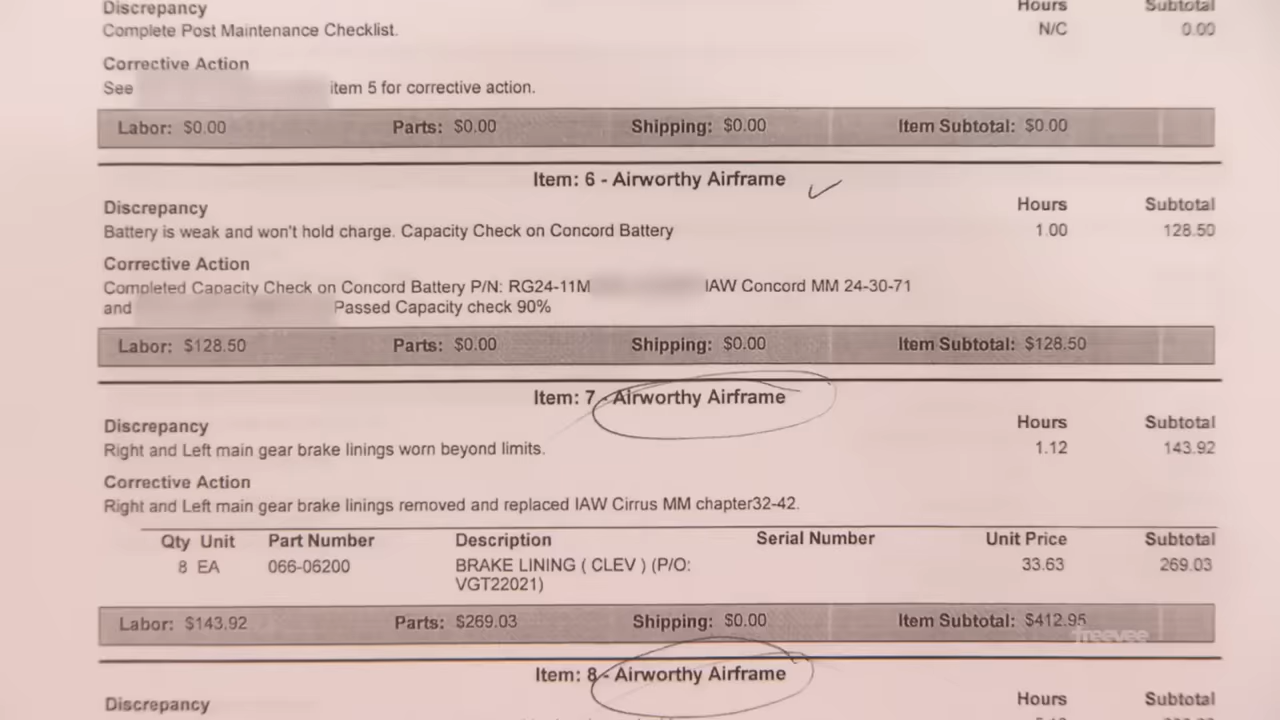 Discrepancy Hours Subtotal
Complete Post Maintenance Checklist. N/C 0.00
Corrective Action
See item 5 for corrective action.
Labor: $0.00 Parts: $0.00 Shipping: $0.00 Item Subtotal: $0.00
Item: 6 - Airworthy Airframe
Discrepancy Hours Subtotal
Battery is weak and won't hold charge. Capacity Check on Concord Battery 1.00 128.50
Corrective Action
Completed Capacity Check on Concord Battery P/N: RG24-11M IAW Concord MM 24-30-71
and Passed Capacity check 90%
Labor: $128.50 Parts: $0.00 Shipping: $0.00 Item Subtotal: $128.50
Item: 7 - Airworthy Airframe
Discrepancy Hours Subtotal
Right and Left main gear brake linings worn beyond limits. 1.12 143.92
Corrective Action
Right and Left main gear brake linings removed and replaced IAW Cirrus MM chapter32-42.
Qty Unit Part Number Description Serial Number Unit Price Subtotal
8 EA 066-06200 BRAKE LINING ( CLEV ) (P/O: 33.63 269.03
VGT22021)
Labor: $143.92 Parts: $269.03 Shipping: $0.00 Item Subtotal: $412.95
freevee
Item: 8 - Airworthy Airframe
Discrepancy Hours Subtotal